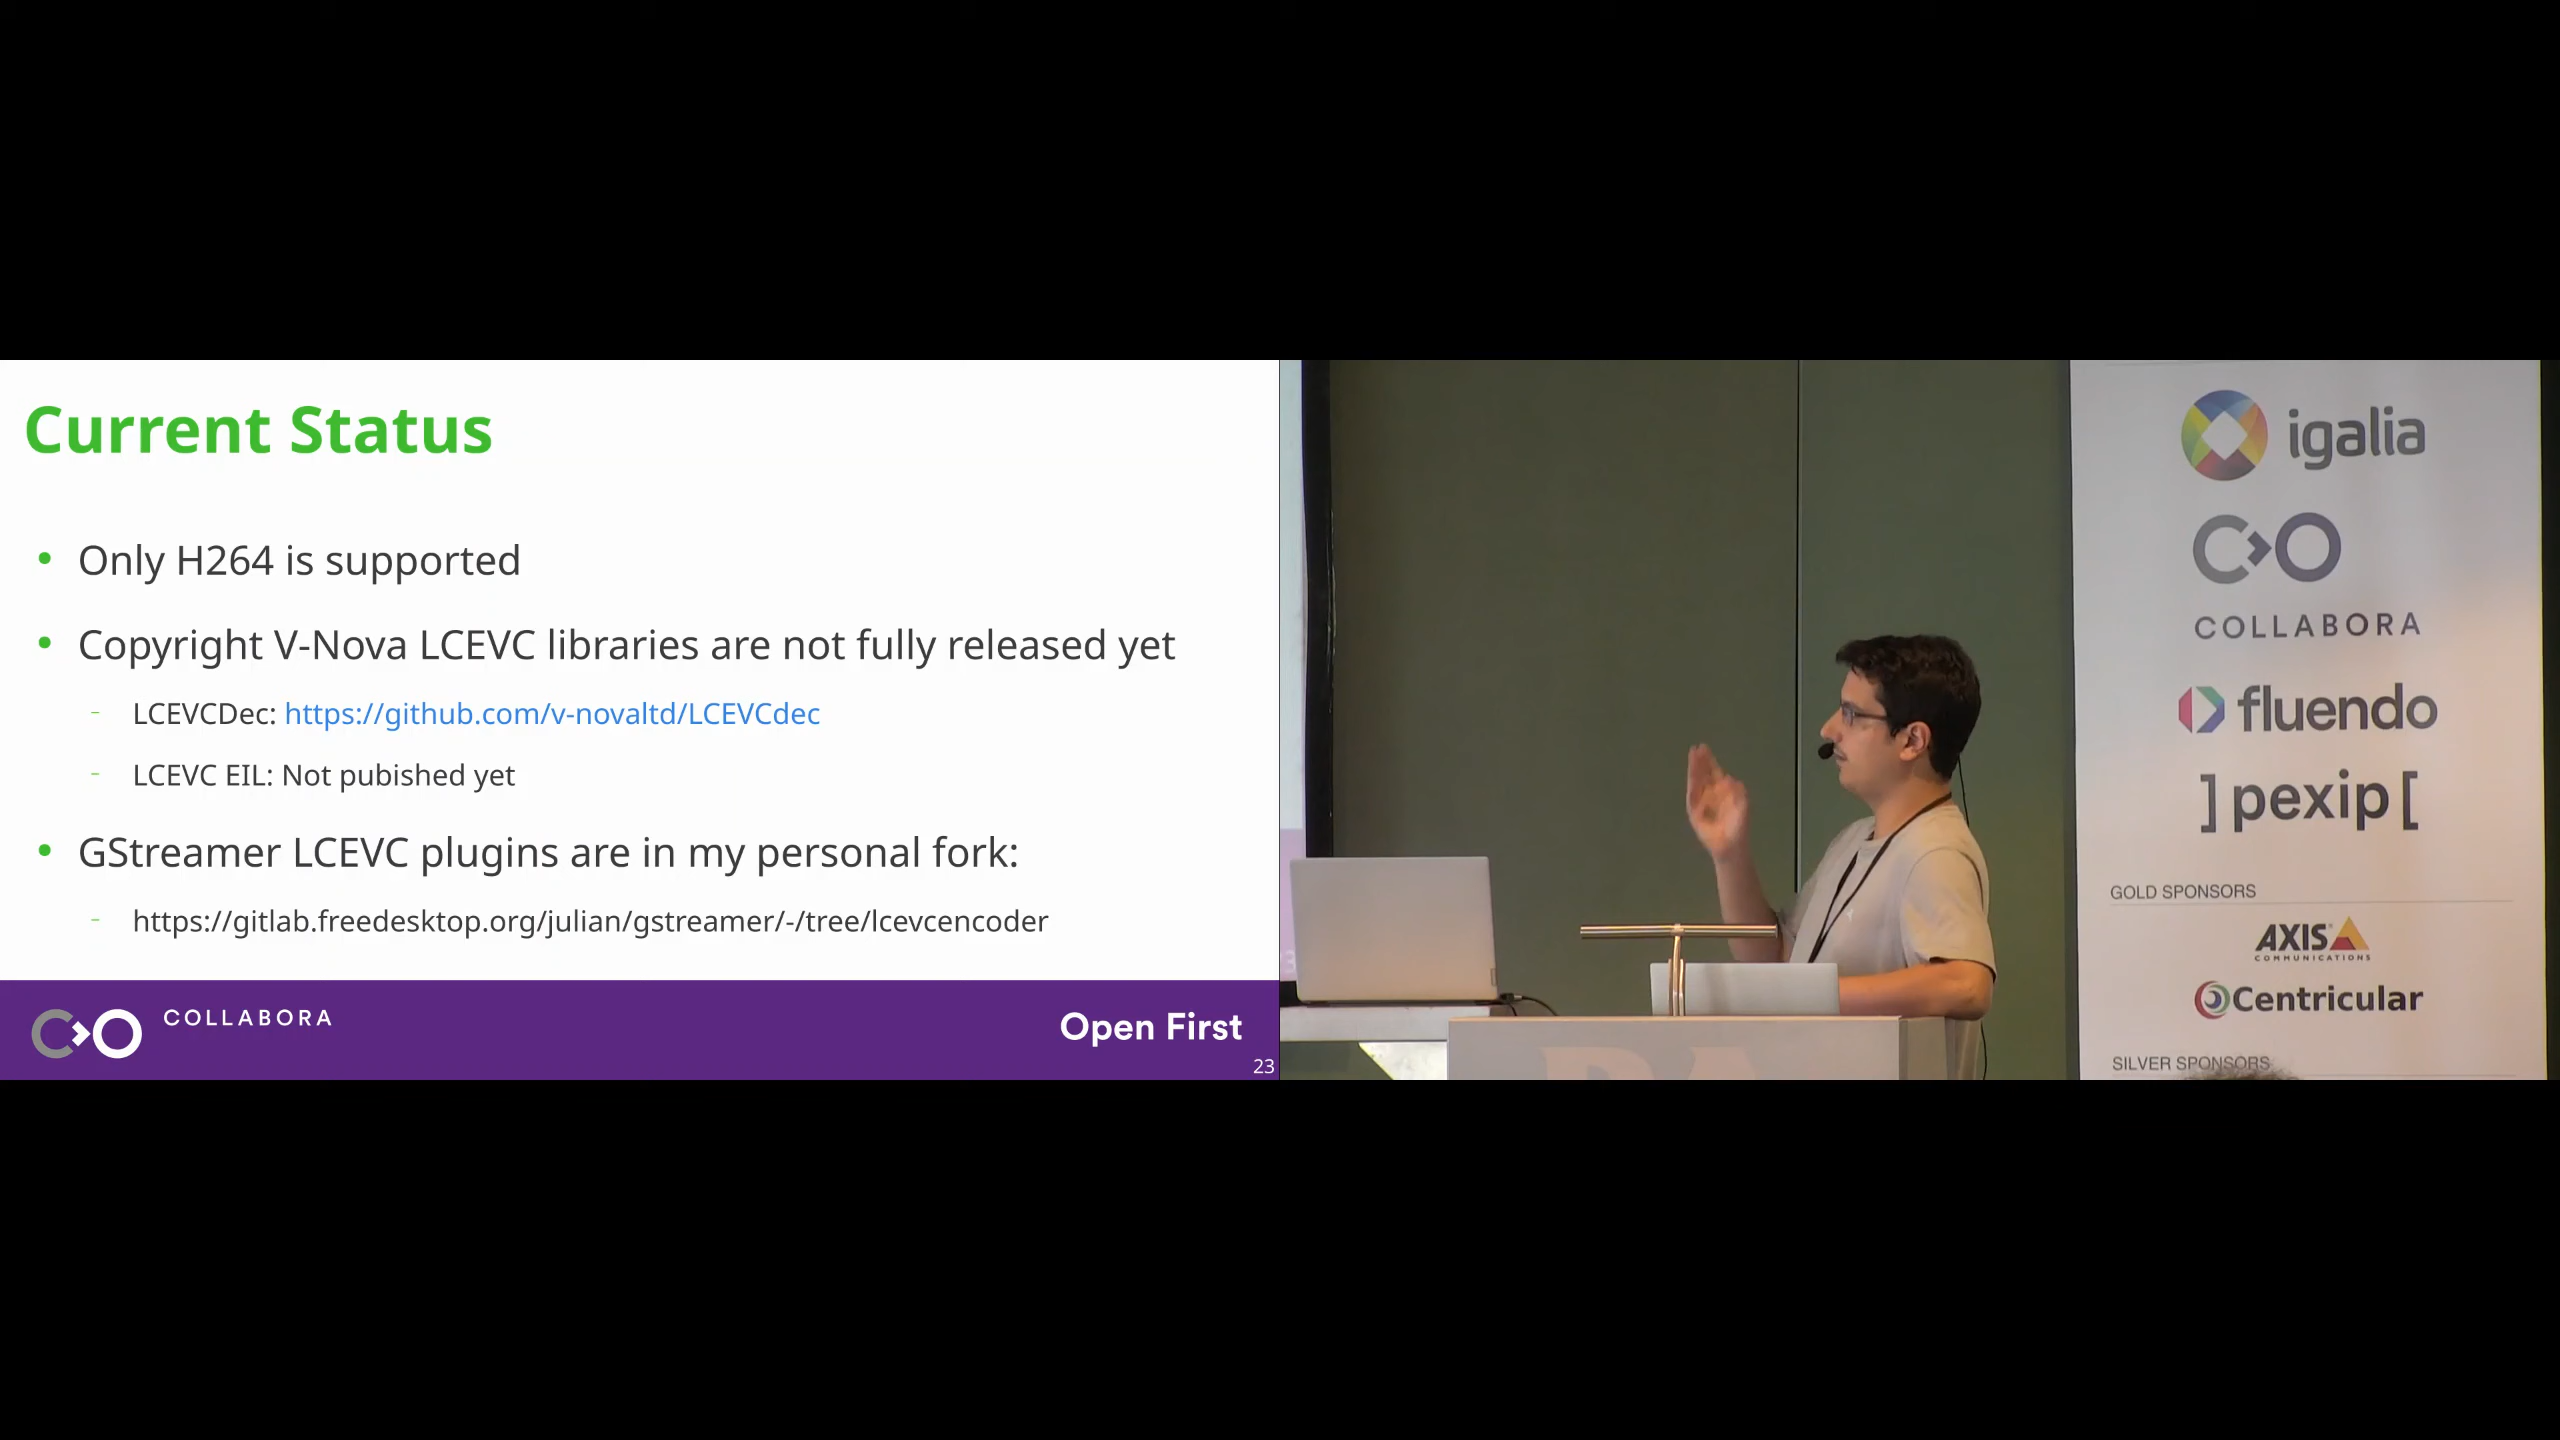 Current Status
• Only H264 is supported
• Copyright V-Nova LCEVC libraries are not fully released yet
– LCEVCDec: https://github.com/v-novaltd/LCEVCdec
– LCEVC EIL: Not pubished yet
• GStreamer LCEVC plugins are in my personal fork:
– https://gitlab.freedesktop.org/julian/gstreamer/-/tree/lcevcencoder
COLLABORA
Open First
23
igalia
COLLABORA
fluendo
]pexip[
GOLD SPONSORS
AXIS
COMMUNICATIONS
Centricular
SILVER SPONSORS